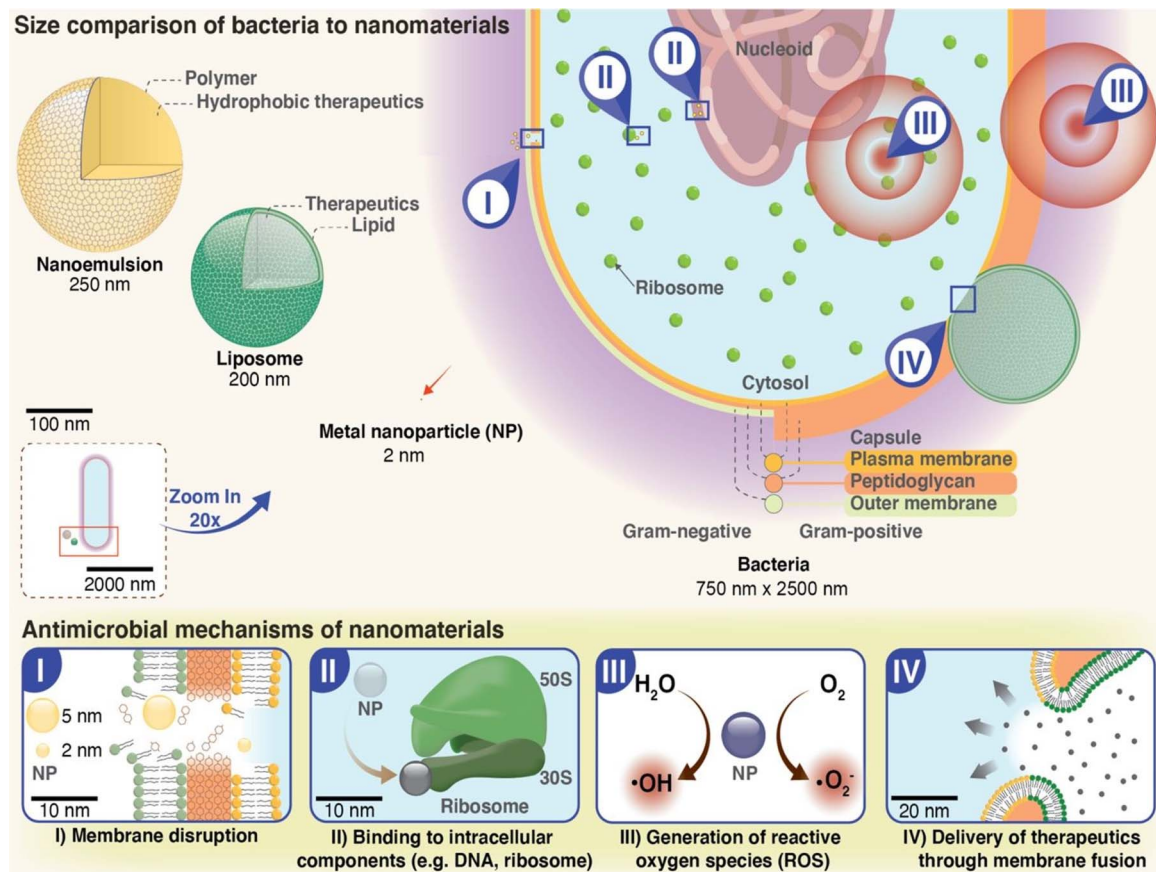 Size comparison of bacteria to nanomaterials
Polymer
Hydrophobic therapeutics
Nanoemulsion
250 nm
Therapeutics
Lipid
Liposome
200 nm
100 nm
Metal nanoparticle (NP)
2 nm
Zoom In
20x
2000 nm
Nucleoid
II
II
III
III
I
Ribosome
IV
Cytosol
Capsule
Plasma membrane
Peptidoglycan
Outer membrane
Gram-negative
Gram-positive
Bacteria
750 nm x 2500 nm
Antimicrobial mechanisms of nanomaterials
I
5 nm
2 nm
NP
10 nm
I) Membrane disruption
II
NP
50S
30S
Ribosome
10 nm
II) Binding to intracellular
components (e.g. DNA, ribosome)
III
H₂O
O₂
NP
·OH
·O₂⁻
III) Generation of reactive
oxygen species (ROS)
IV
20 nm
IV) Delivery of therapeutics
through membrane fusion